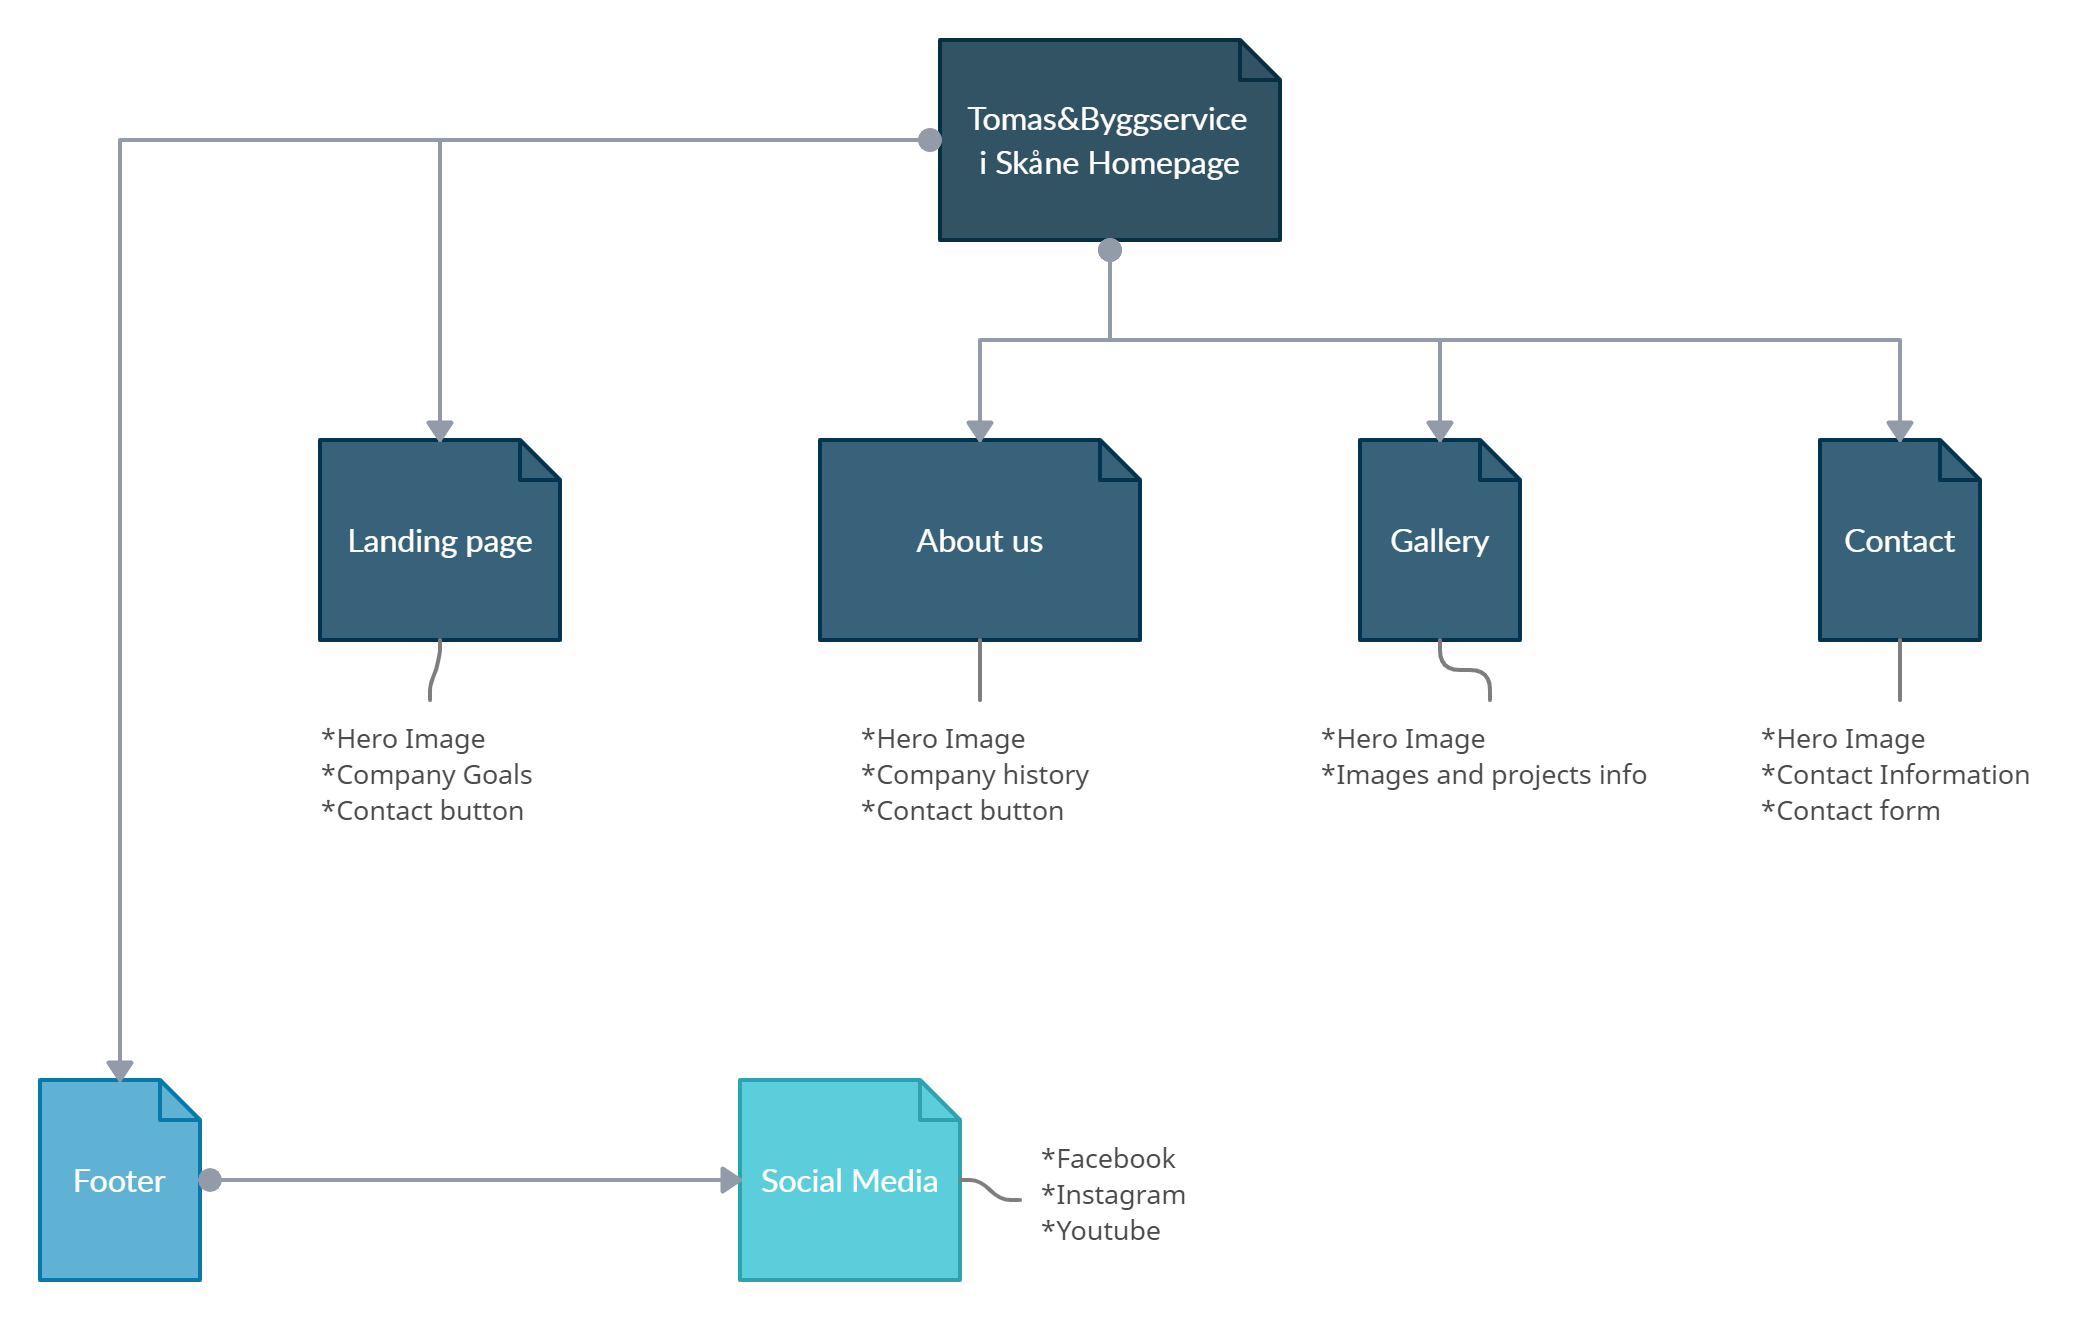 Tomas&Byggservice
i Skåne Homepage
Landing page
About us
Gallery
Contact
*Hero Image
*Company Goals
*Contact button
*Hero Image
*Company history
*Contact button
*Hero Image
*Images and projects info
*Hero Image
*Contact Information
*Contact form
Footer
Social Media
*Facebook
*Instagram
*Youtube